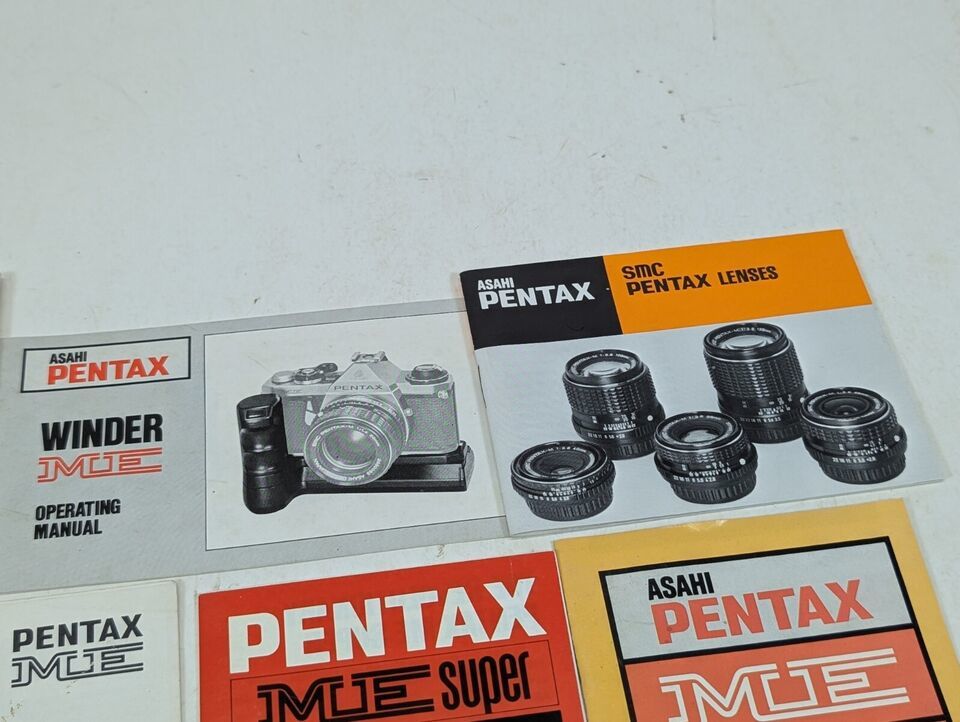 ASAHI
PENTAX
WINDER
ME
OPERATING
MANUAL
PENTAX
ASAHI
PENTAX
smc
PENTAX LENSES
PENTAX
ME
PENTAX
ME super
ASAHI
PENTAX
ME